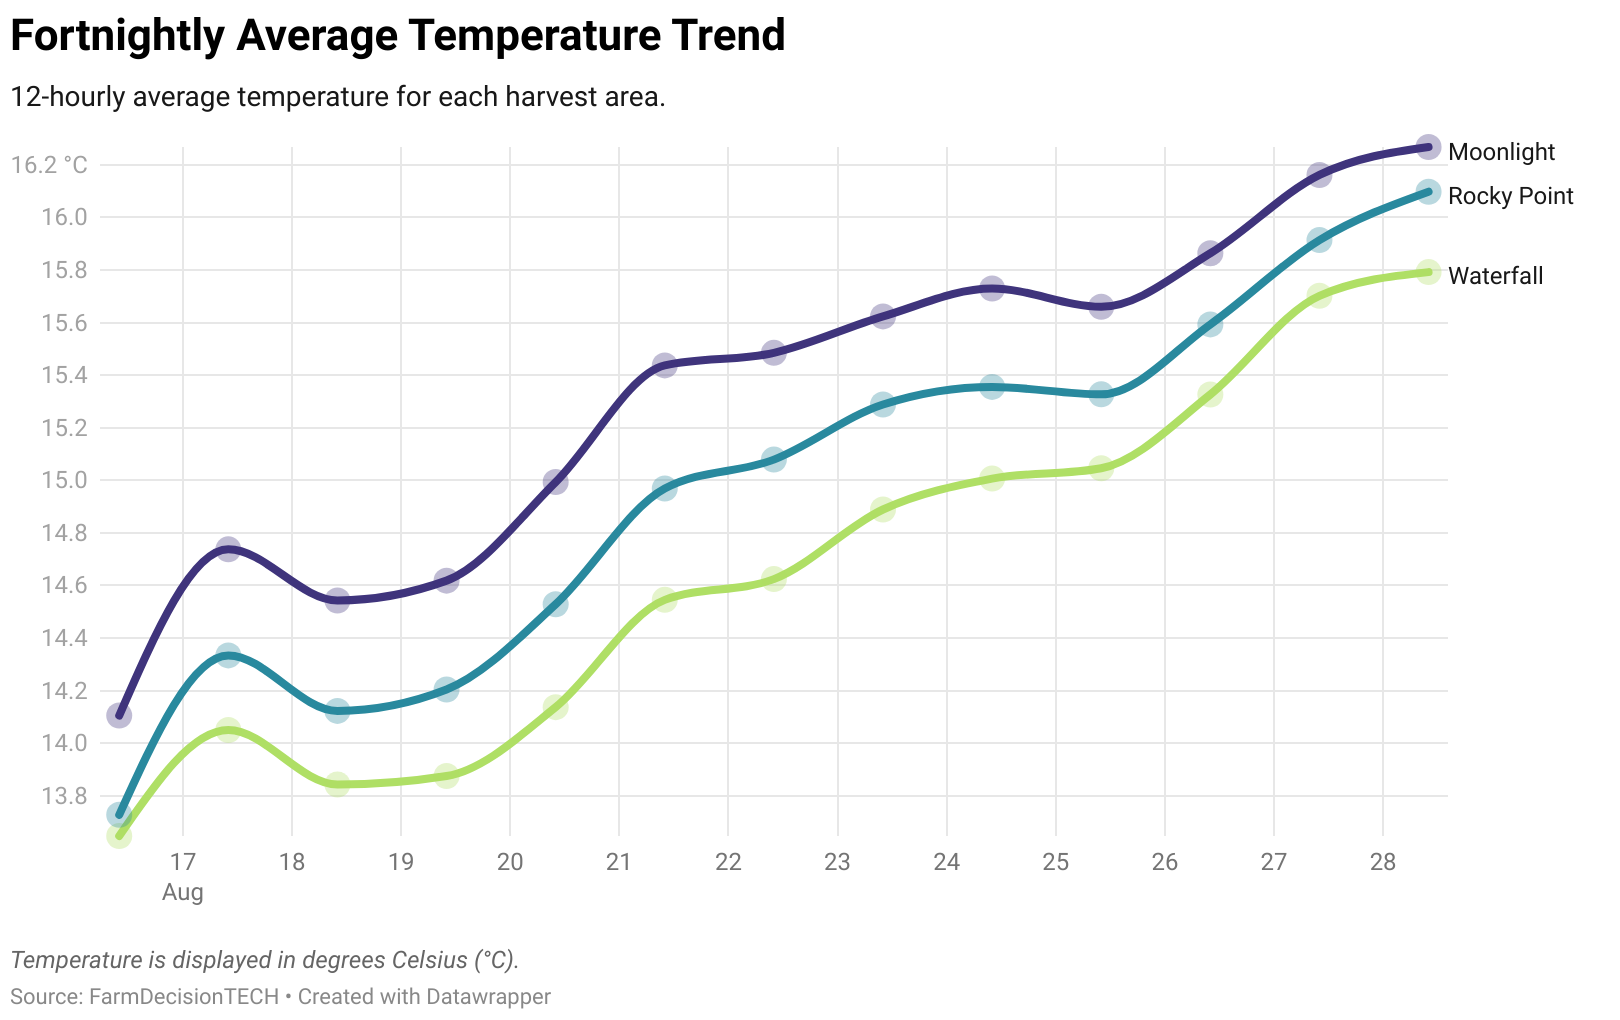 Fortnightly Average Temperature Trend
12-hourly average temperature for each harvest area.
16.2 °C
16.0
15.8
15.6
15.4
15.2
15.0
14.8
14.6
14.4
14.2
14.0
13.8
Moonlight
Rocky Point
Waterfall
17 18 19 20 21 22 23 24 25 26 27 28
Aug
Temperature is displayed in degrees Celsius (°C).
Source: FarmDecisionTECH • Created with Datawrapper